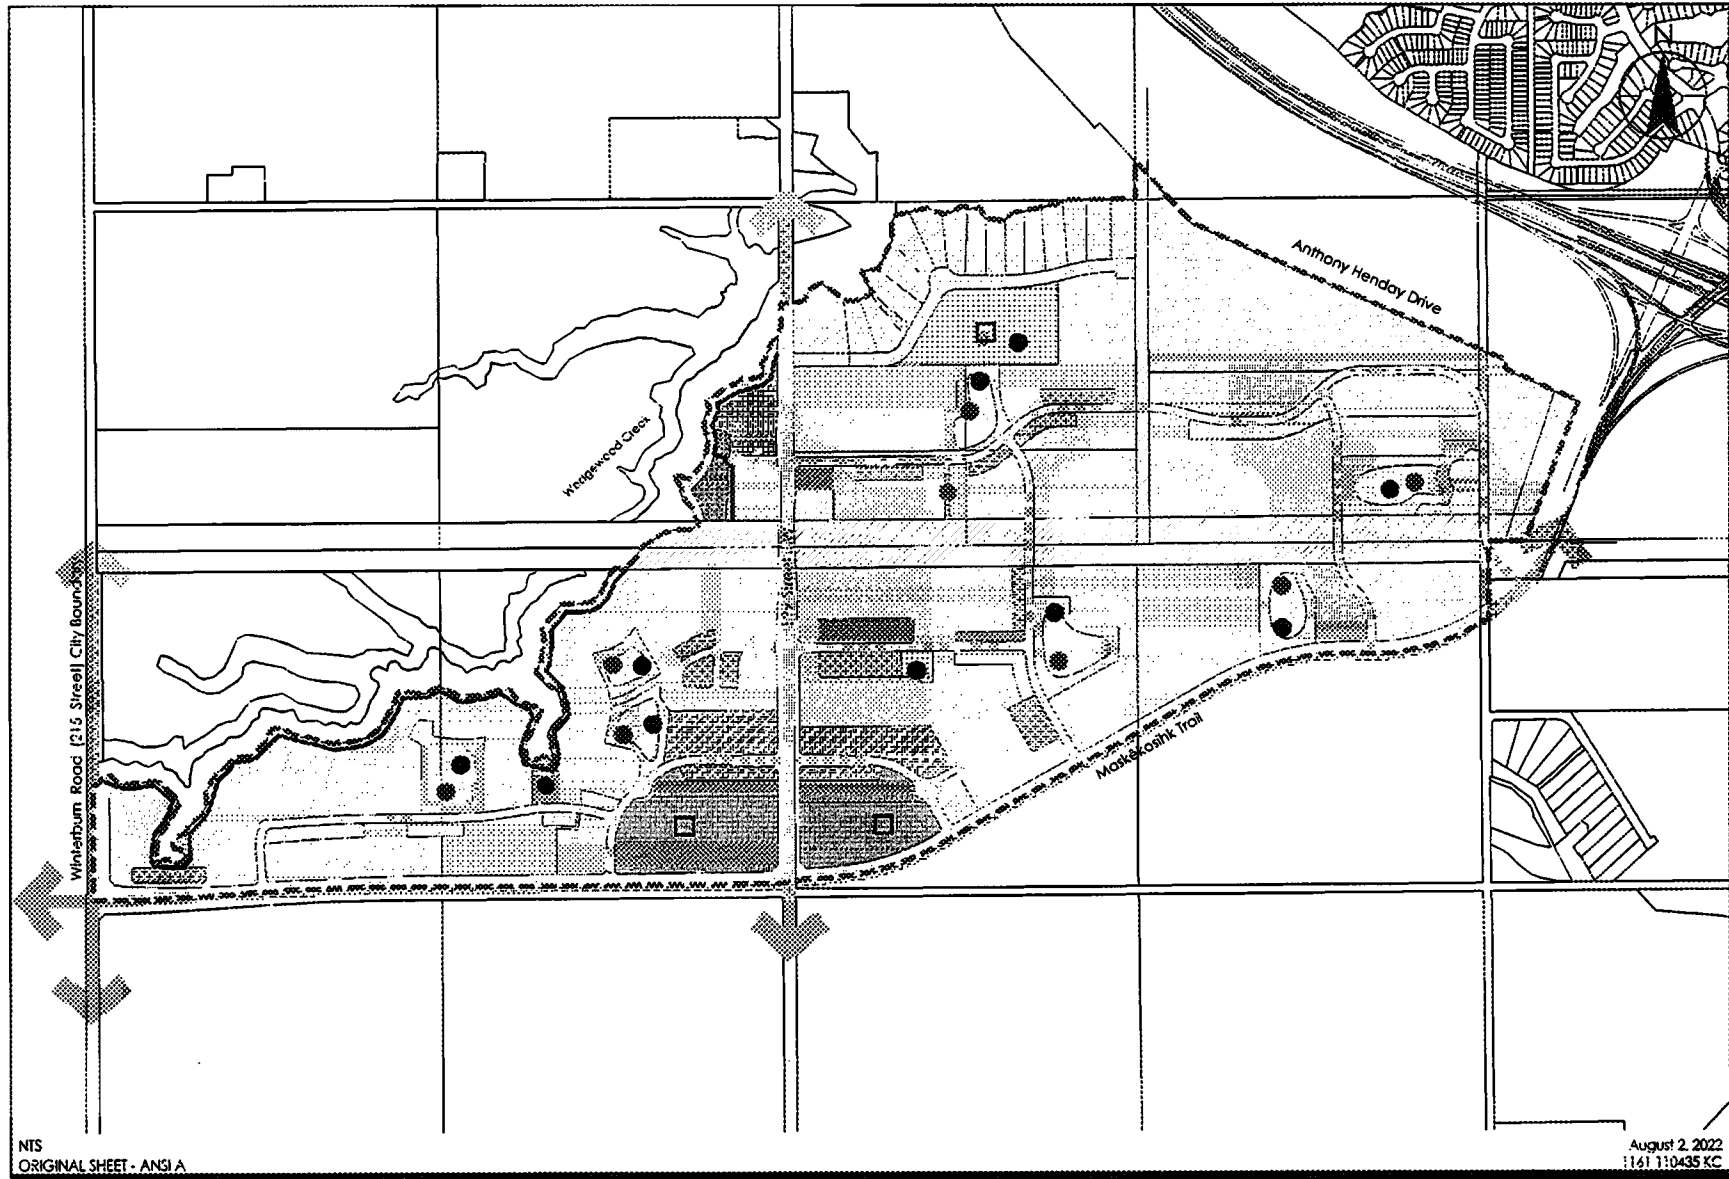 N
Anthony Henday Drive
Wedgewood Creek
Winterburn Road (215 Street) City Boundary
Maskekosihk Trail
NTS
ORIGINAL SHEET - ANSI A
August 2, 2022
1161 110435 KC